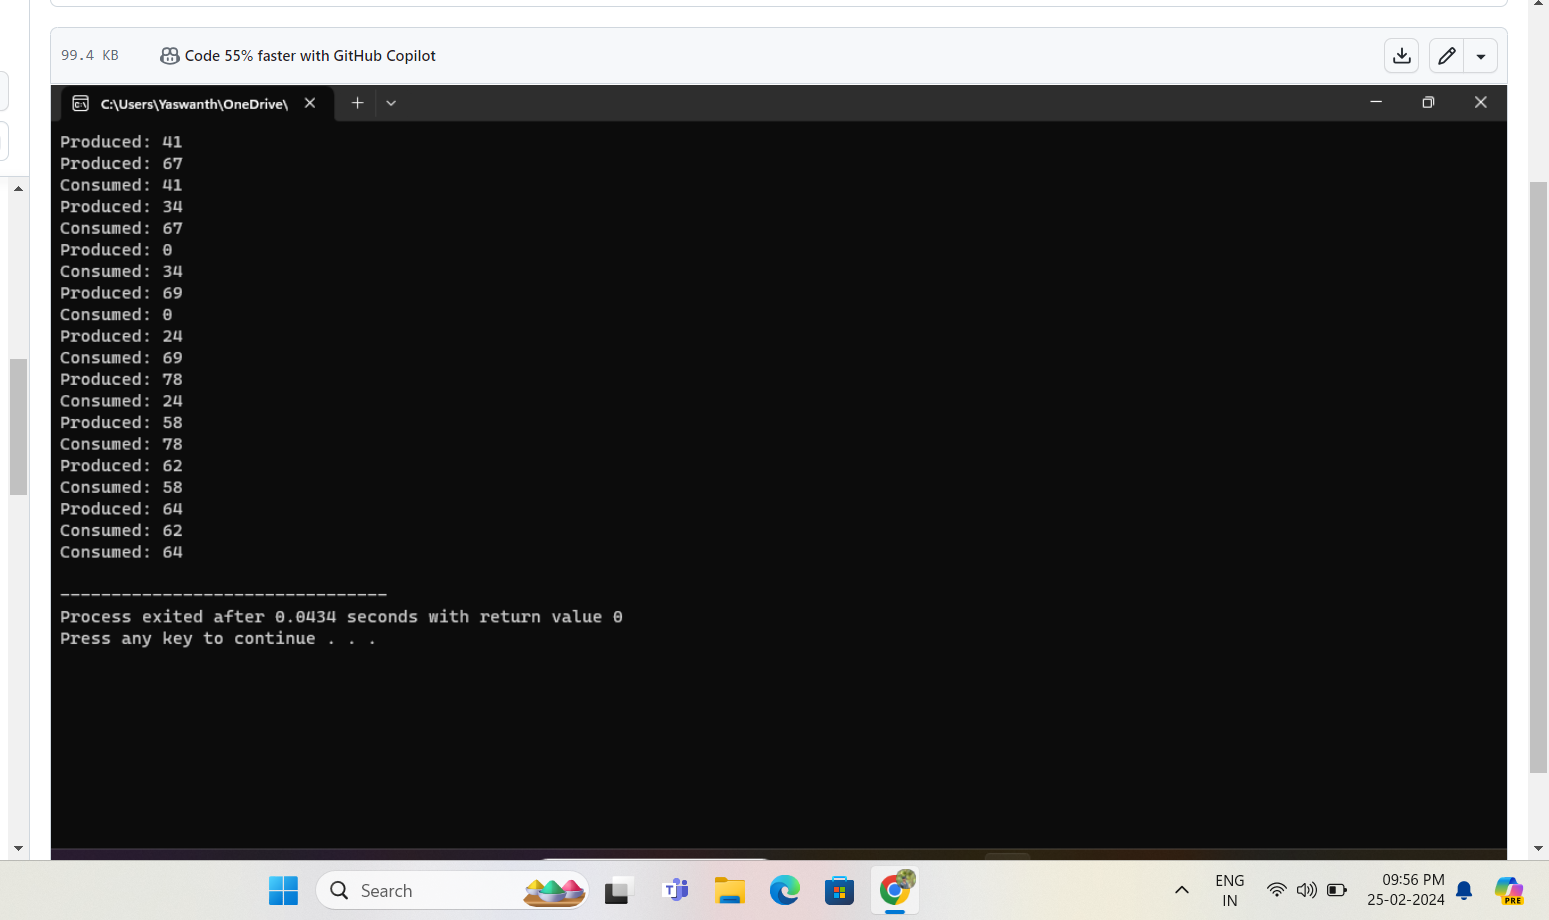 99.4 KB
Code 55% faster with GitHub Copilot
C:\Users\Yaswanth\OneDrive\
Produced: 41
Produced: 67
Consumed: 41
Produced: 34
Consumed: 67
Produced: 0
Consumed: 34
Produced: 69
Consumed: 0
Produced: 24
Consumed: 69
Produced: 78
Consumed: 24
Produced: 58
Consumed: 78
Produced: 62
Consumed: 58
Produced: 64
Consumed: 62
Consumed: 64
--------------------------------
Process exited after 0.0434 seconds with return value 0
Press any key to continue . . .
Search
ENG
IN
09:56 PM
25-02-2024
PRE